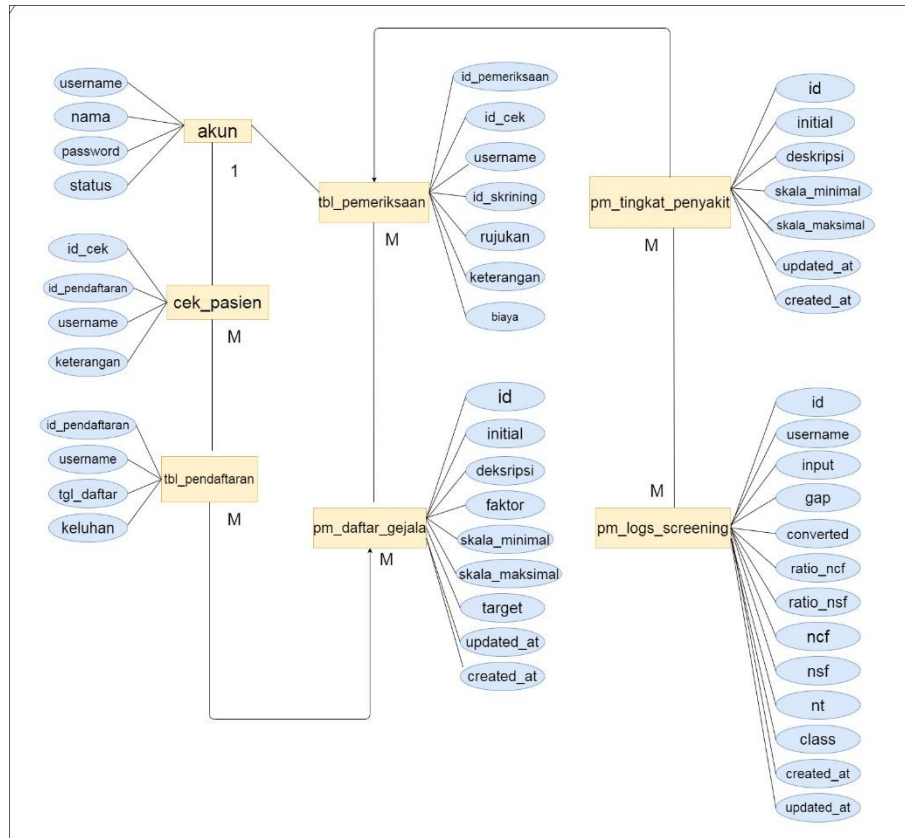 username
nama
password
status
akun
1
id_cek
id_pendaftaran
username
keterangan
cek_pasien
M
id_pendaftaran
username
tgl_daftar
keluhan
tbl_pendaftaran
M
id_pemeriksaan
id_cek
username
id_skrining
rujukan
keterangan
biaya
tbl_pemeriksaan
M
id
initial
deksripsi
faktor
skala_minimal
skala_maksimal
target
updated_at
created_at
pm_daftar_gejala
M
id
initial
deskripsi
skala_minimal
skala_maksimal
updated_at
created_at
pm_tingkat_penyakit
M
id
username
input
gap
converted
ratio_ncf
ratio_nsf
ncf
nsf
nt
class
created_at
updated_at
M
pm_logs_screening